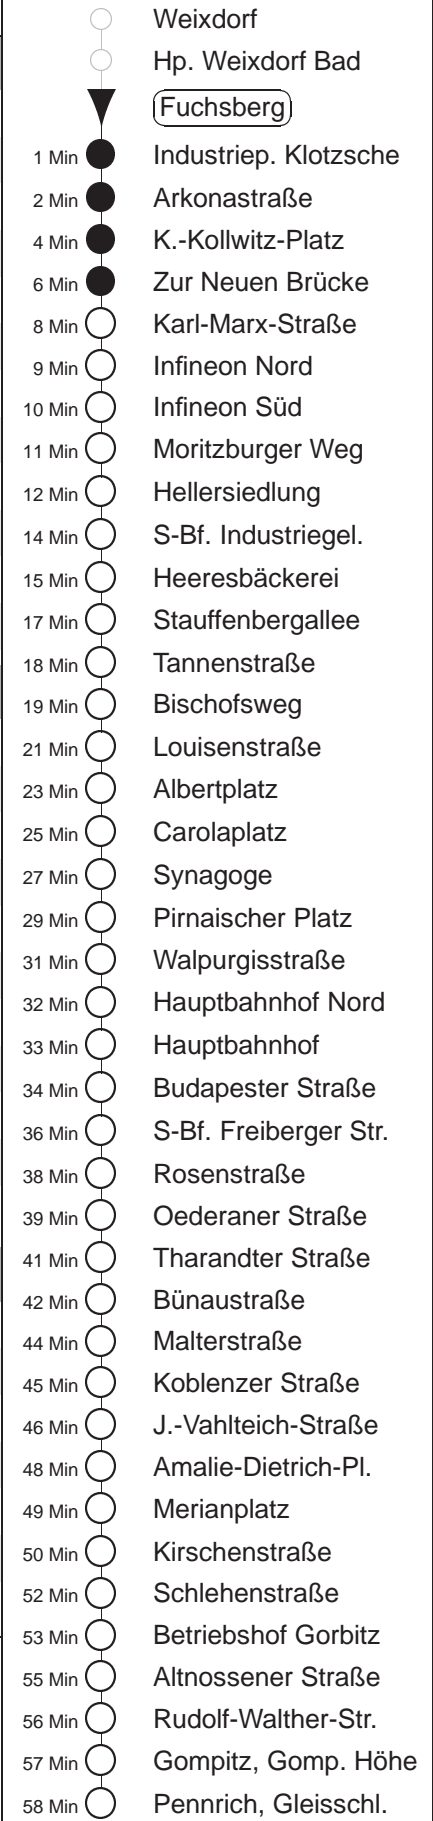 Weixdorf
Hp. Weixdorf Bad
Fuchsberg
1 Min Industriep. Klotzsche
2 Min Arkonastraße
4 Min K.-Kollwitz-Platz
6 Min Zur Neuen Brücke
8 Min Karl-Marx-Straße
9 Min Infineon Nord
10 Min Infineon Süd
11 Min Moritzburger Weg
12 Min Hellersiedlung
14 Min S-Bf. Industriegel.
15 Min Heeresbäckerei
17 Min Stauffenbergallee
18 Min Tannenstraße
19 Min Bischofsweg
21 Min Louisenstraße
23 Min Albertplatz
25 Min Carolaplatz
27 Min Synagoge
29 Min Pirnaischer Platz
31 Min Walpurgisstraße
32 Min Hauptbahnhof Nord
33 Min Hauptbahnhof
34 Min Budapester Straße
36 Min S-Bf. Freiberger Str.
38 Min Rosenstraße
39 Min Oederaner Straße
41 Min Tharandter Straße
42 Min Bünaustraße
44 Min Malterstraße
45 Min Koblenzer Straße
46 Min J.-Vahlteich-Straße
48 Min Amalie-Dietrich-Pl.
49 Min Merianplatz
50 Min Kirschenstraße
52 Min Schlehenstraße
53 Min Betriebshof Gorbitz
55 Min Altnossener Straße
56 Min Rudolf-Walther-Str.
57 Min Gompitz, Gomp. Höhe
58 Min Pennrich, Gleisschl.